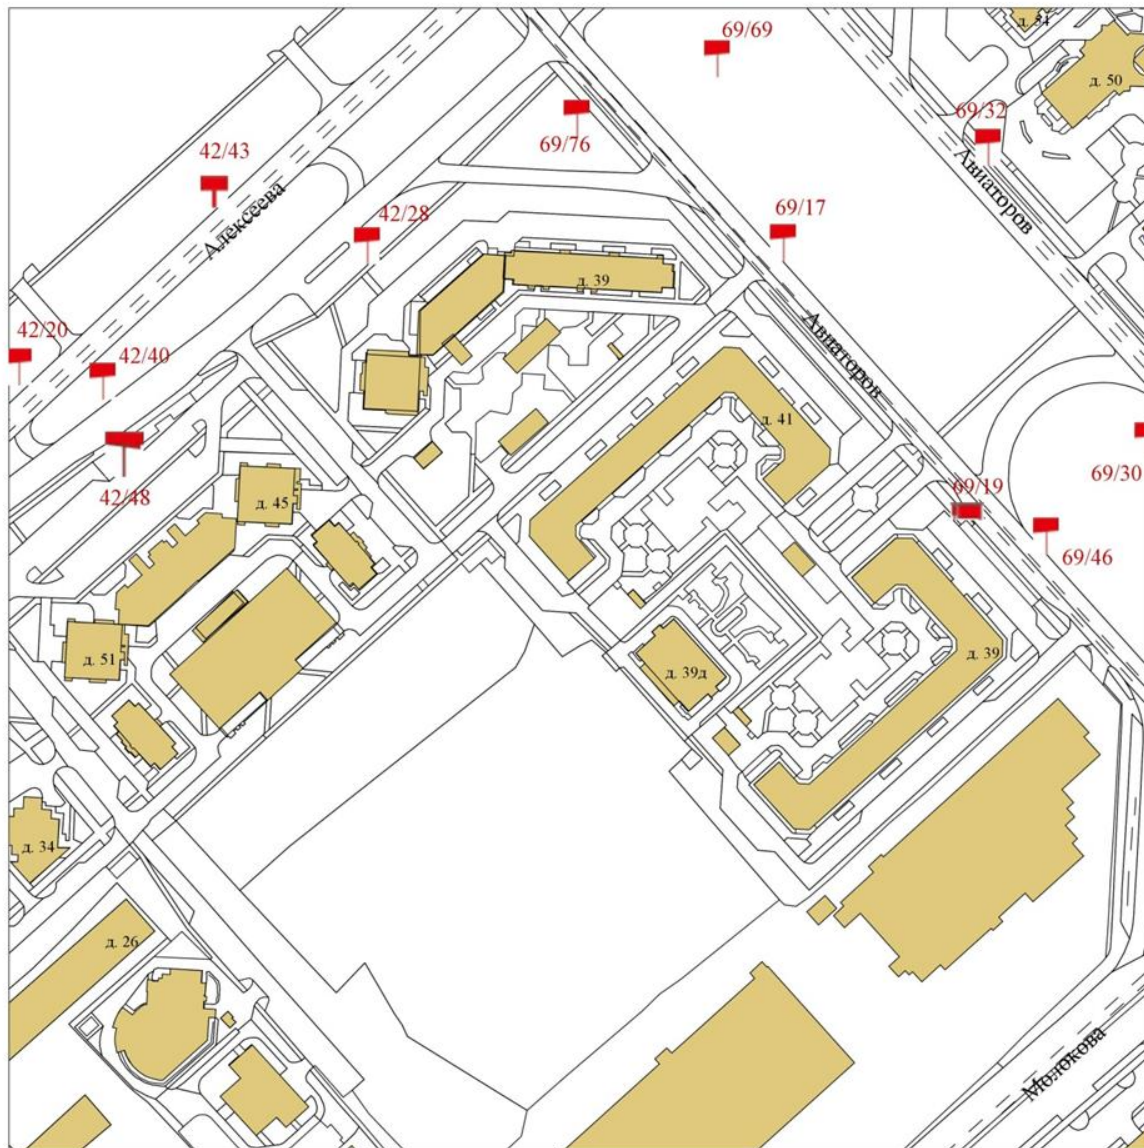 д. 54
69/69
д. 50
69/32
69/76
42/43
Авиаторов
Алексеева
42/28
69/17
д. 39
Авиаторов
42/20
42/40
д. 41
69/30
42/48
69/19
д. 45
69/46
д. 51
д. 39
д. 39д
д. 34
д. 26
Молокова